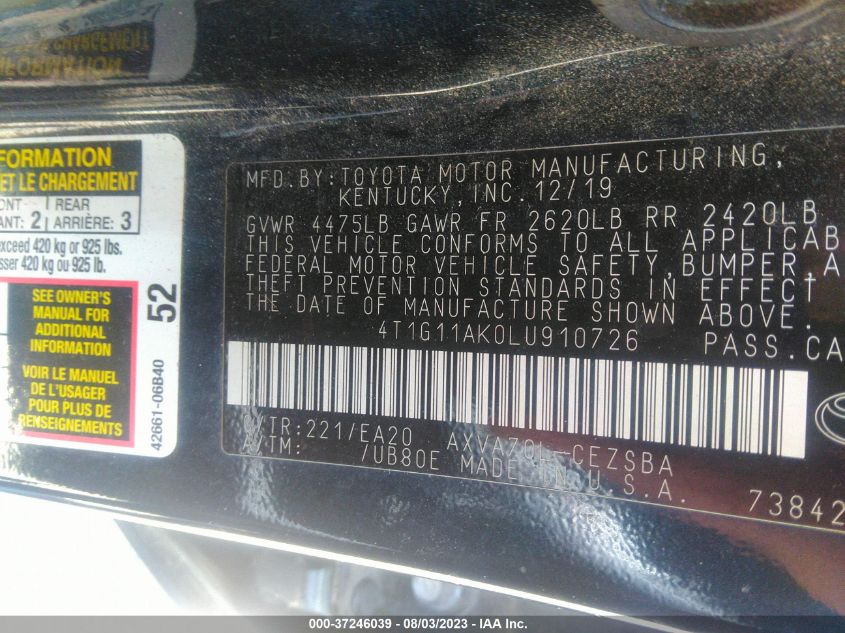 FORMATION
ET LE CHARGEMENT
ONT REAR
ANT: 2 ARRIÈRE: 3
exceed 420 kg or 925 lbs.
sser 420 kg ou 925 lb.
SEE OWNER'S
MANUAL FOR
ADDITIONAL
INFORMATION
VOIR LE MANUEL
DE L'USAGER
POUR PLUS DE
RENSEIGNEMENTS
52
42661-06B40
MFD.BY:TOYOTA MOTOR MANUFACTURING,
KENTUCKY,INC. 12/19
GVWR 4475LB GAWR FR 2620LB RR 2420LB
THIS VEHICLE CONFORMS TO ALL APPLICAB
FEDERAL MOTOR VEHICLE SAFETY,BUMPER,A
THEFT PREVENTION STANDARDS IN EFFECT
THE DATE OF MANUFACTURE SHOWN ABOVE.
4T1G11AK0LU910726 PASS.CA
C/TR:221/EA20 AXVA70L-CEZSBA
A/TM: /UB80E MADE IN U.S.A.
73842
000-37246039 - 08/03/2023 - IAA Inc.